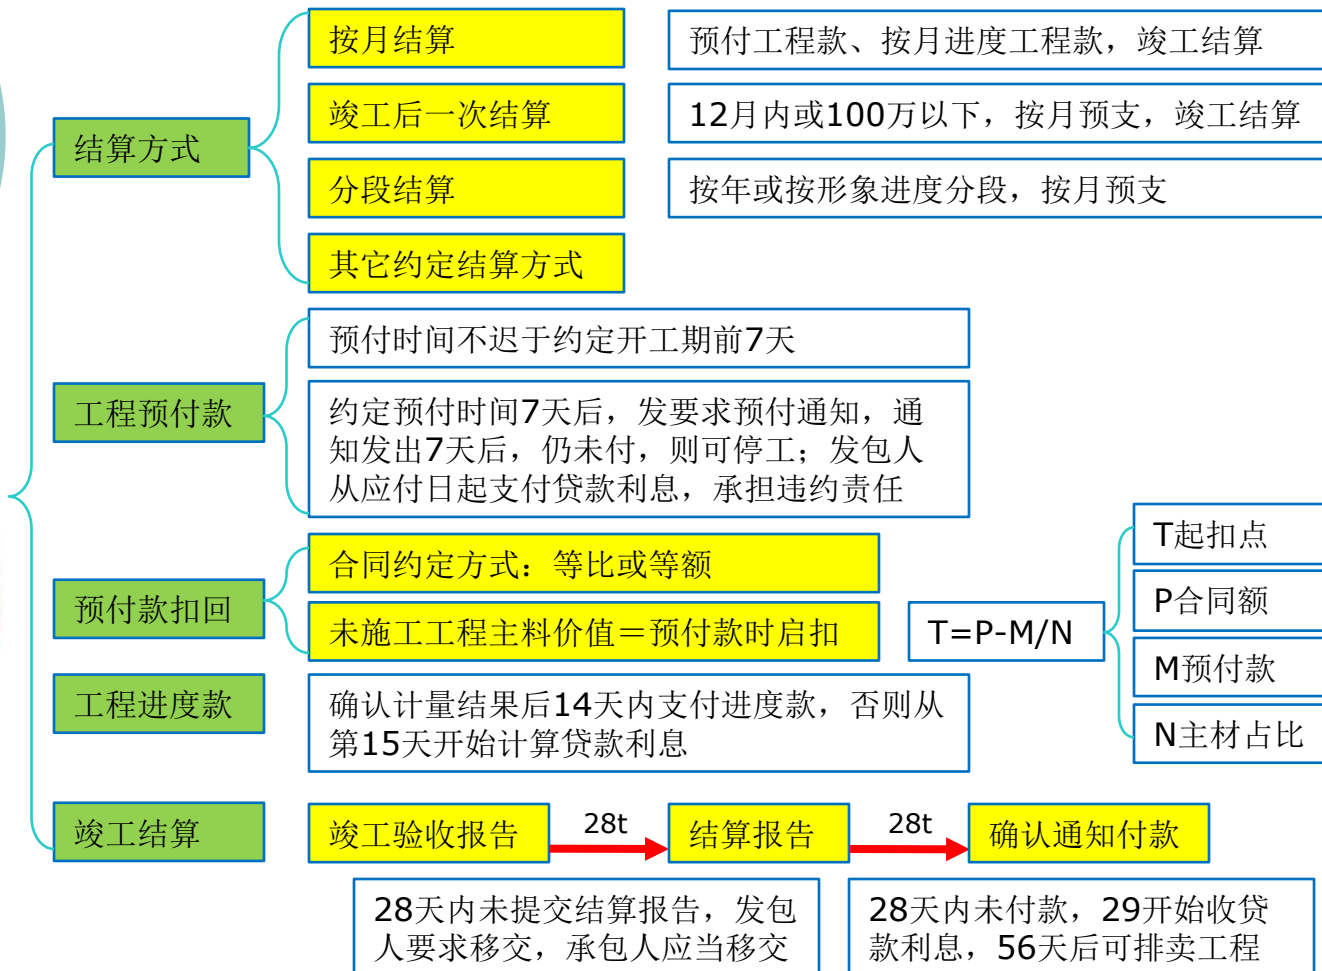 按月结算
预付工程款、按月进度工程款，竣工结算
竣工后一次结算
12月内或100万以下，按月预支，竣工结算
结算方式
分段结算
按年或按形象进度分段，按月预支
其它约定结算方式
预付时间不迟于约定开工期前7天
工程预付款
约定预付时间7天后，发要求预付通知，通
知发出7天后，仍未付，则可停工；发包人
从应付日起支付贷款利息，承担违约责任
预付款扣回
合同约定方式：等比或等额
未施工工程主料价值＝预付款时启扣
T=P-M/N
T起扣点
P合同额
M预付款
N主材占比
工程进度款
确认计量结果后14天内支付进度款，否则从
第15天开始计算贷款利息
竣工结算
竣工验收报告
28t
结算报告
28t
确认通知付款
28天内未提交结算报告，发包
人要求移交，承包人应当移交
28天内未付款，29开始收贷
款利息，56天后可排卖工程